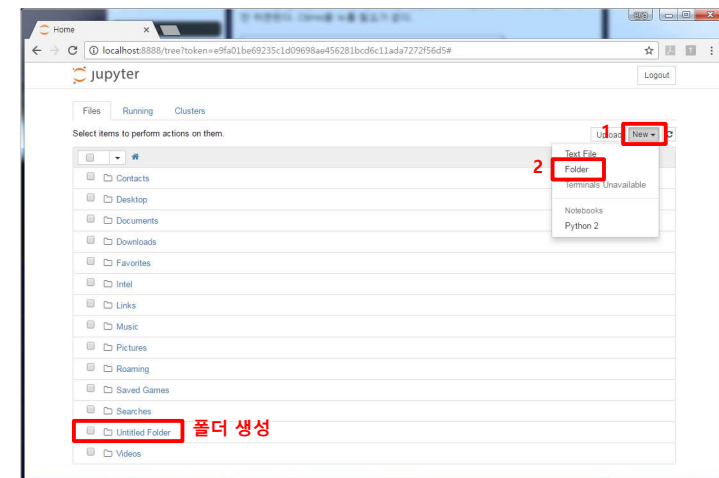 Home
localhost:8888/tree?token=e9fa01be69235c1d09698ae456281bcd6c11ada7272f56d5#
jupyter
Logout
Files Running Clusters
Select items to perform actions on them.
1
Upload New
2
Text File
Folder
Terminals Unavailable
Notebooks
Python 2
Contacts
Desktop
Documents
Downloads
Favorites
Intel
Links
Music
Pictures
Roaming
Saved Games
Searches
Untitled Folder 폴더 생성
Videos